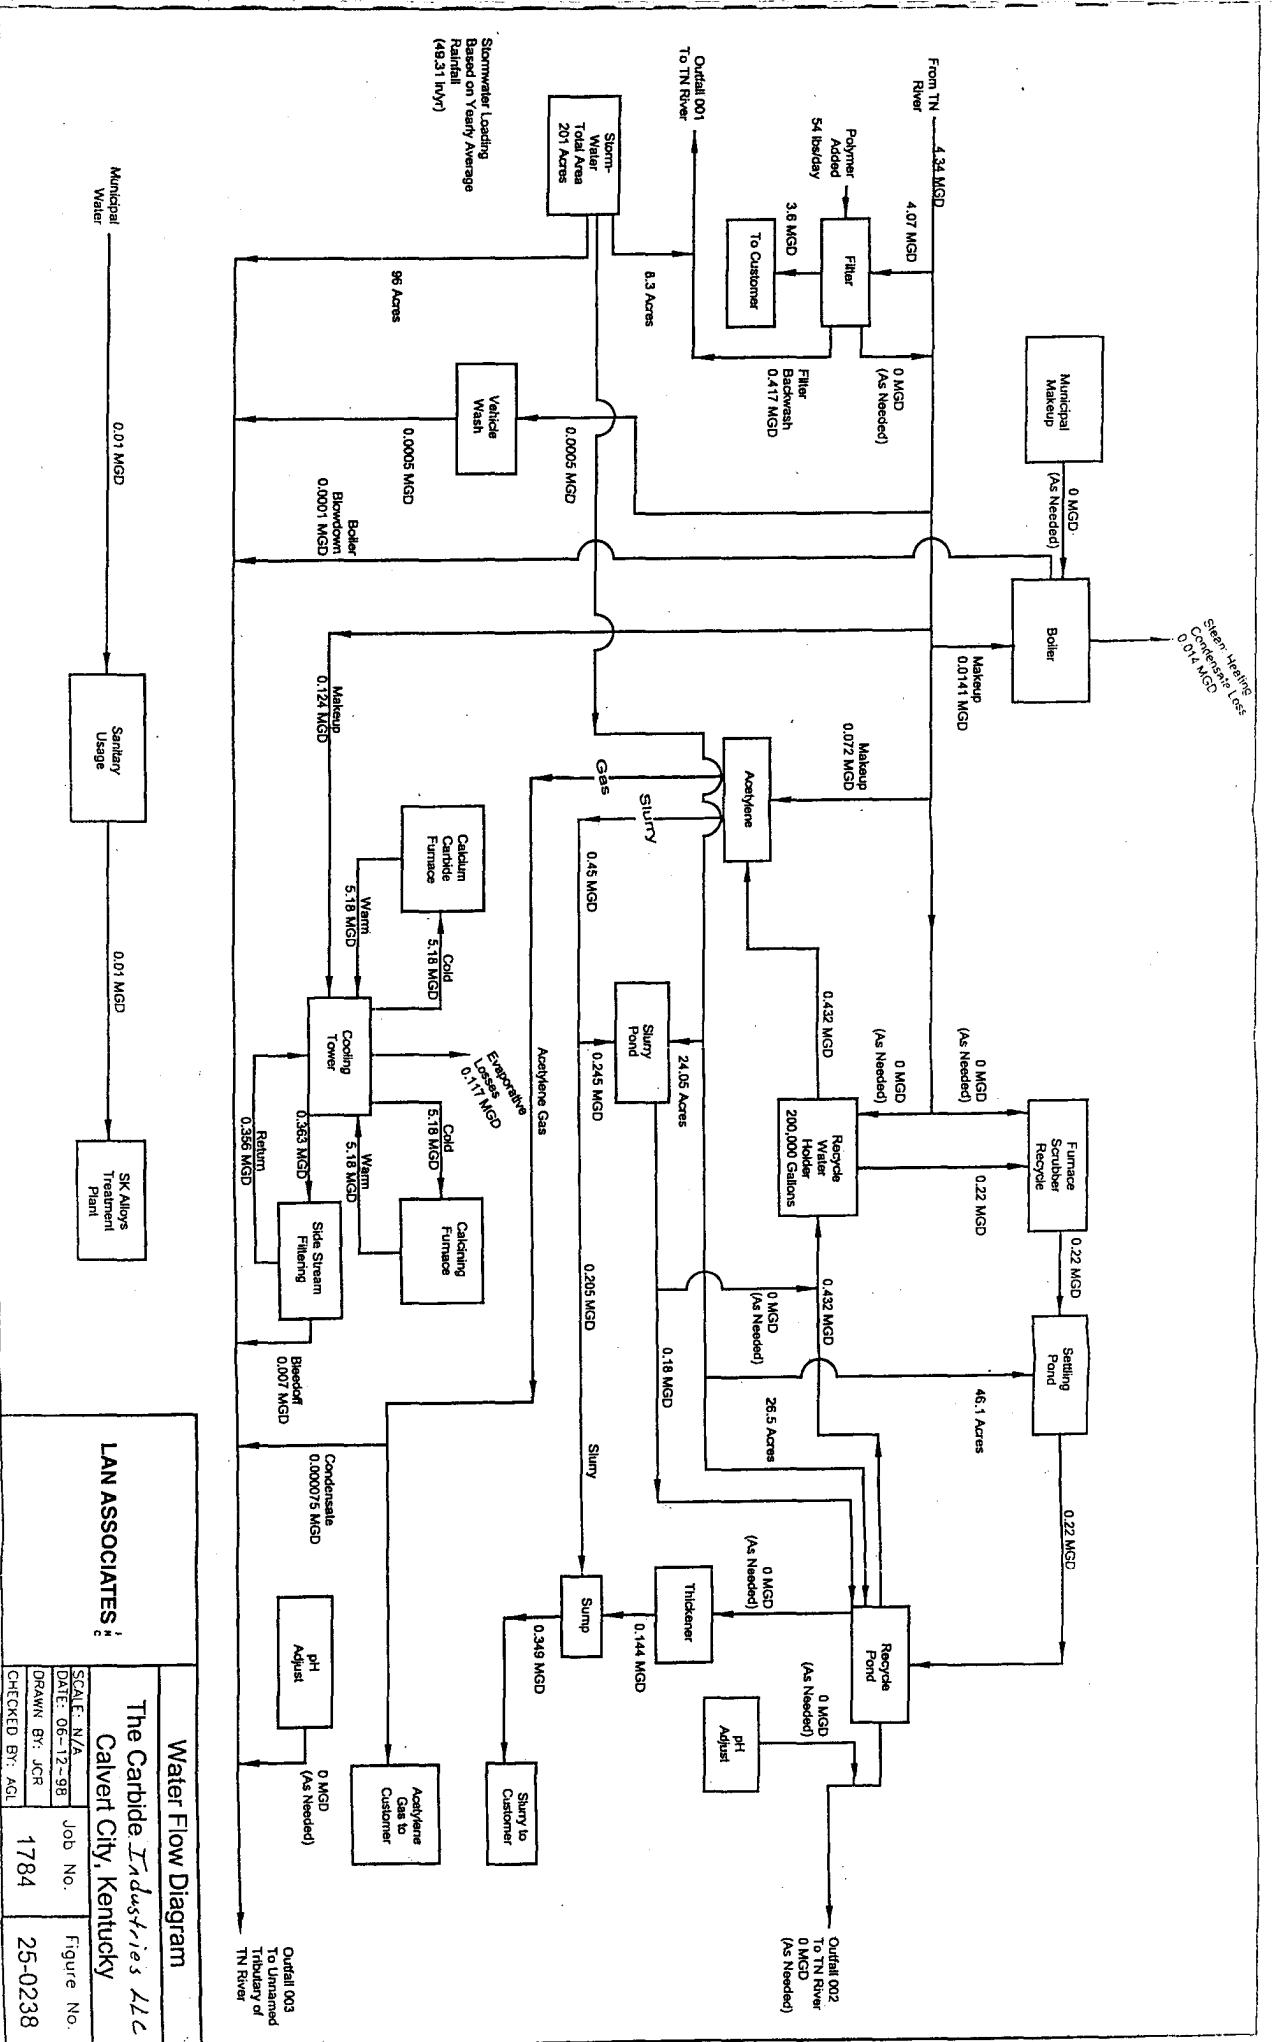 From TN
River
4.34 MGD
4.07 MGD
Polymer
Added
54 lbs/day
Filter
3.6 MGD
To Customer
0 MGD
(As Needed)
Filter
Backwash
0.417 MGD
Outfall 001
To TN River
Storm-
Water
Total Area
201 Acres
8.3 Acres
96 Acres
Stormwater Loading
Based on Yearly Average
Rainfall
(49.31 in/yr)
Municipal
Makeup
0 MGD
(As Needed)
Boiler
Steam Heating
Condensate Loss
0.014 MGD
Makeup
0.0141 MGD
Vehicle
Wash
0.0005 MGD
0.0005 MGD
Boiler
Blowdown
0.0001 MGD
Makeup
0.124 MGD
Makeup
0.072 MGD
Acetylene
Gas
Slurry
0.45 MGD
Acetylene Gas
0.432 MGD
0 MGD
(As Needed)
0 MGD
(As Needed)
Recycle
Water
Holder
200,000 Gallons
0.22 MGD
Furnace
Scrubber
Recycle
0.22 MGD
Settling
Pond
0.22 MGD
46.1 Acres
26.5 Acres
0.432 MGD
0 MGD
(As Needed)
24.05 Acres
Slurry
Pond
0.245 MGD
0.18 MGD
0.205 MGD
Slurry
Recycle
Pond
0 MGD
(As Needed)
Thickener
0.144 MGD
Sump
0.349 MGD
Slurry to
Customer
pH
Adjust
0 MGD
(As Needed)
Outfall 002
To TN River
0 MGD
(As Needed)
Calcium
Carbide
Furnace
Warm
5.18 MGD
Cold
5.18 MGD
Cooling
Tower
Evaporative
Losses
0.117 MGD
Cold
5.18 MGD
Warm
5.18 MGD
Calcining
Furnace
0.363 MGD
Return
0.356 MGD
Side Stream
Filtering
Bleedoff
0.007 MGD
Condensate
0.000075 MGD
Acetylene
Gas to
Customer
pH
Adjust
0 MGD
(As Needed)
Outfall 003
To Unnamed
Tributary of
TN River
Municipal
Water
0.01 MGD
Sanitary
Usage
0.01 MGD
SK Alloys
Treatment
Plant
LAN ASSOCIATES INC
Water Flow Diagram
The Carbide Industries LLC
Calvert City, Kentucky
SCALE: N/A
DATE: 06-12-98
DRAWN BY: JCR
CHECKED BY: AGL
Job No.
1784
Figure No.
25-0238